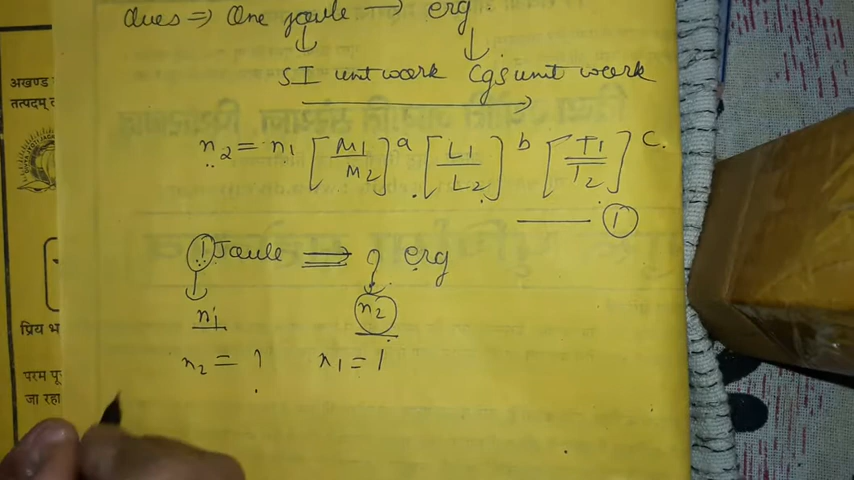 Ques ⇒ One joule → erg
SI unit work Cgs unit work
n2 = n1 [M1/M2]^a [L1/L2]^b [T1/T2]^c.
1
1 Joule ⇒ ? erg
n1 n2
n2 = ? n1 = 1
अखण्ड
तत्पदम्
प्रिय
परम
जा रहा